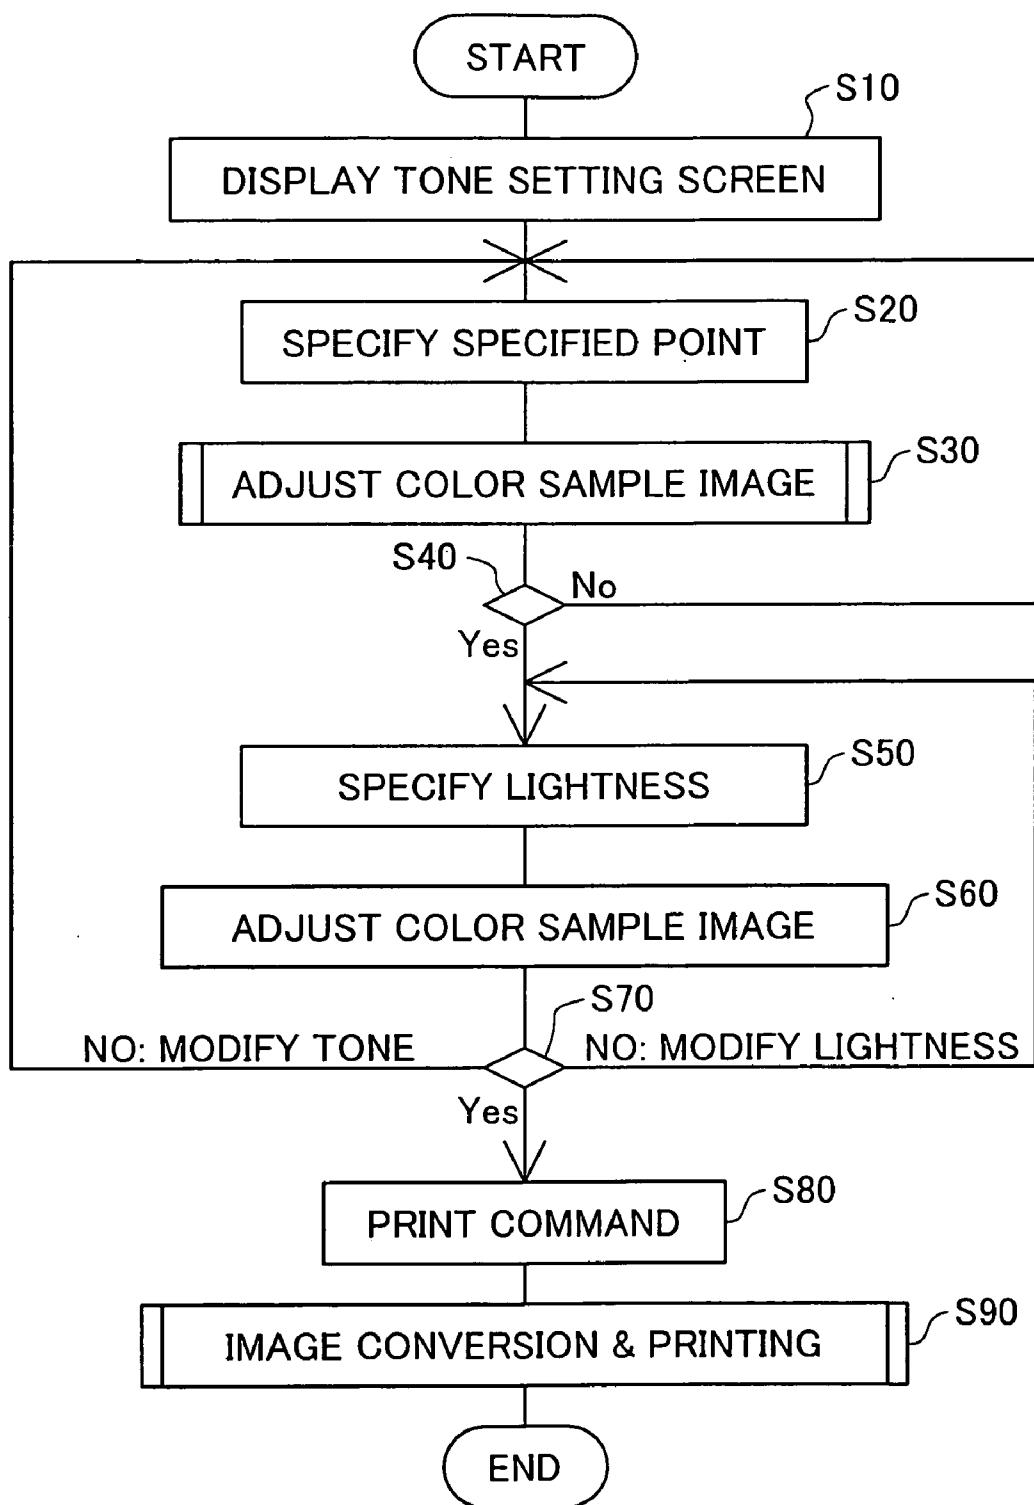 START
S10
DISPLAY TONE SETTING SCREEN
S20
SPECIFY SPECIFIED POINT
S30
ADJUST COLOR SAMPLE IMAGE
S40
No
Yes
S50
SPECIFY LIGHTNESS
S60
ADJUST COLOR SAMPLE IMAGE
S70
NO: MODIFY TONE
NO: MODIFY LIGHTNESS
Yes
S80
PRINT COMMAND
S90
IMAGE CONVERSION & PRINTING
END